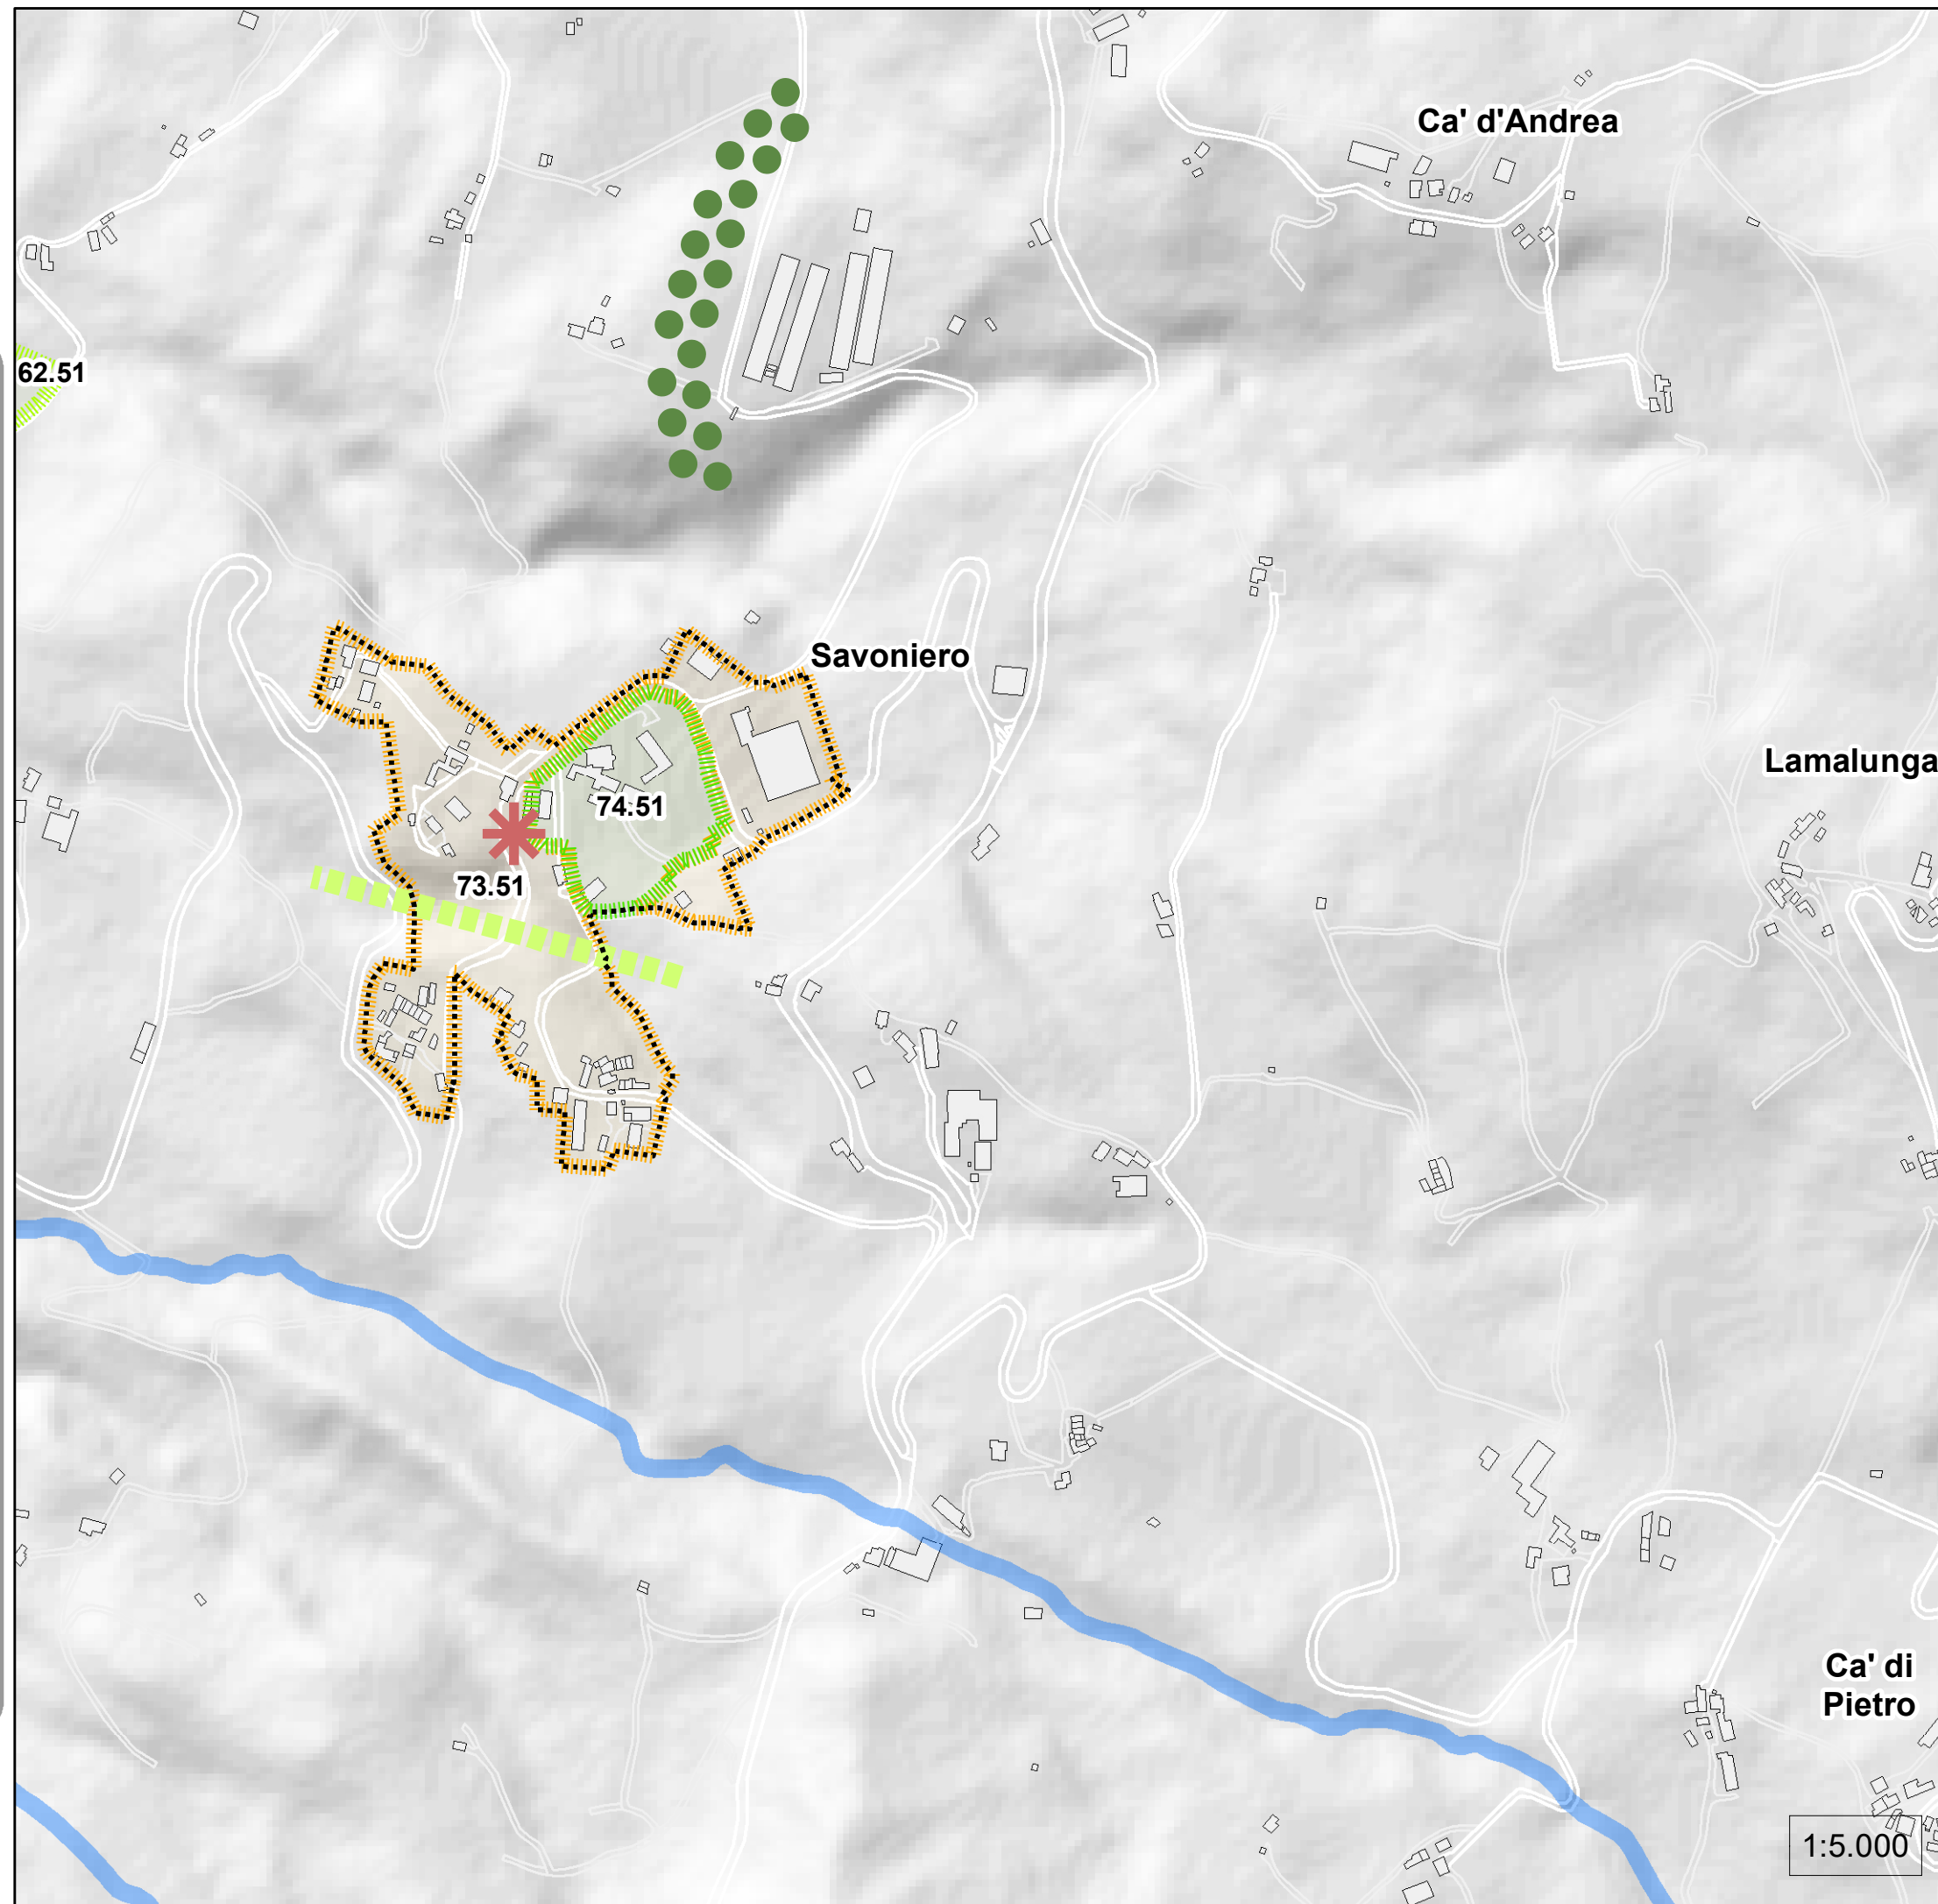 Ca' d'Andrea
62.51
Savoniero
Lamalunga
74.51
73.51
Ca' di
Pietro
1:5.000